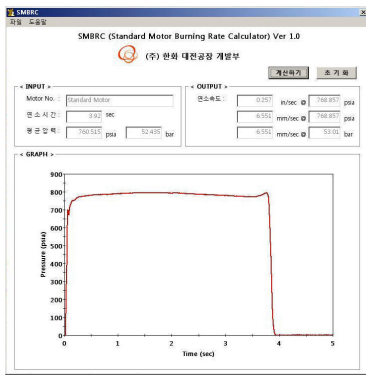 SMBRC
파일 도움말
SMBRC (Standard Motor Burning Rate Calculator) Ver 1.0
(주) 한화 대전공장 개발부
계산하기 초 기 화
< INPUT >
Motor No. : Standard Motor
연 소 시 간 : 3.92 sec
평 균 압 력 : 760.515 psia 52.435 bar
< OUTPUT >
연소속도 : 0.257 in/sec @ 768.857 psia
6.551 mm/sec @ 768.857 psia
6.551 mm/sec @ 53.01 bar
< GRAPH >
Pressure (psia)
900
800
700
600
500
400
300
200
100
0
0 1 2 3 4 5
Time (sec)